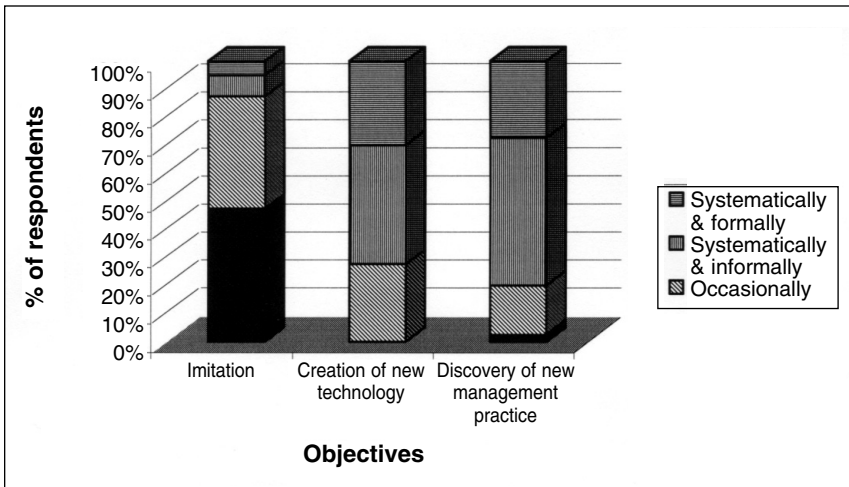 % of respondents
100%
90%
80%
70%
60%
50%
40%
30%
20%
10%
0%
Imitation
Creation of new
technology
Discovery of new
management
practice
Objectives
Systematically
& formally
Systematically
& informally
Occasionally